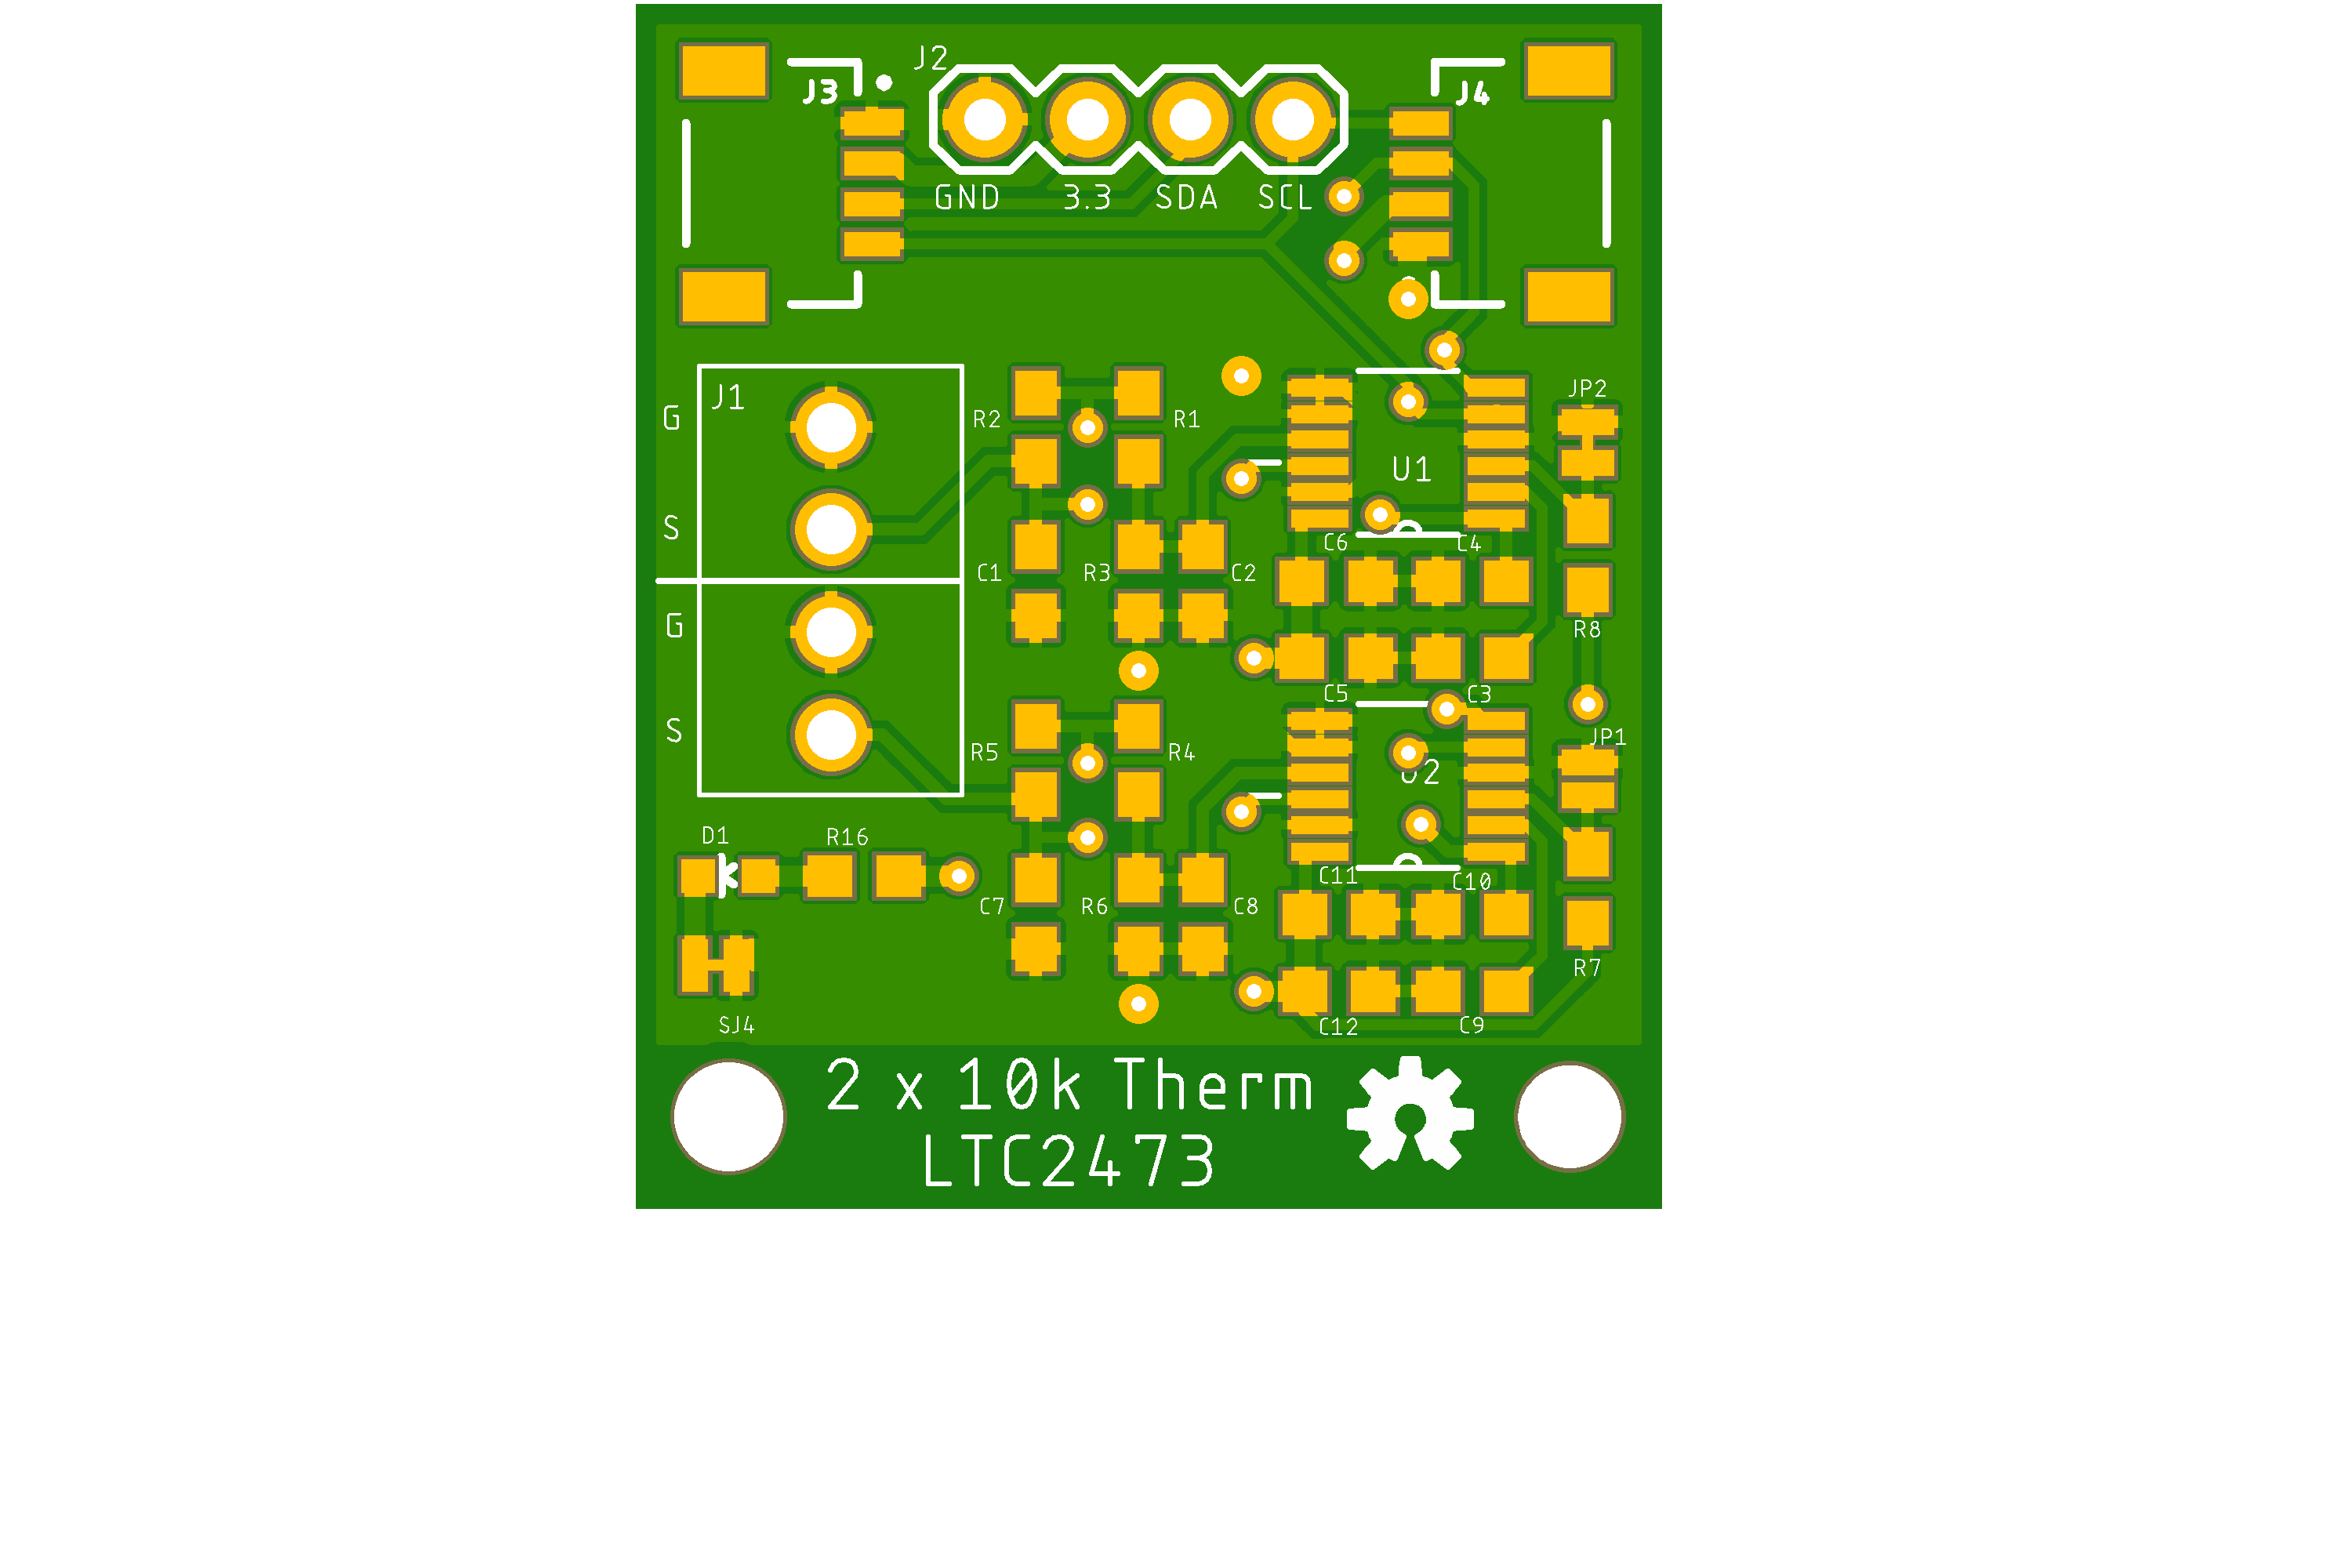 J2
J3
J4
GND 3.3 SDA SCL
J1
G
R2
R1
JP2
U1
S
C6
C4
C1
R3
C2
G
R8
C5
C3
S
R5
R4
JP1
2
D1
R16
C11
C10
C7
R6
C8
R7
SJ4
C12
C9
2 x 10k Therm
LTC2473